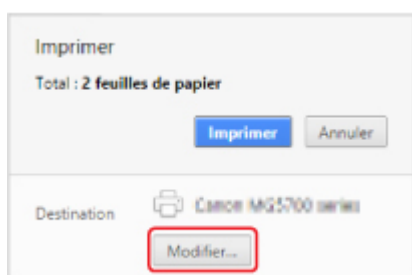 Imprimer
Total : 2 feuilles de papier
Imprimer Annuler
Destination Canon MG5700 series
Modifier...